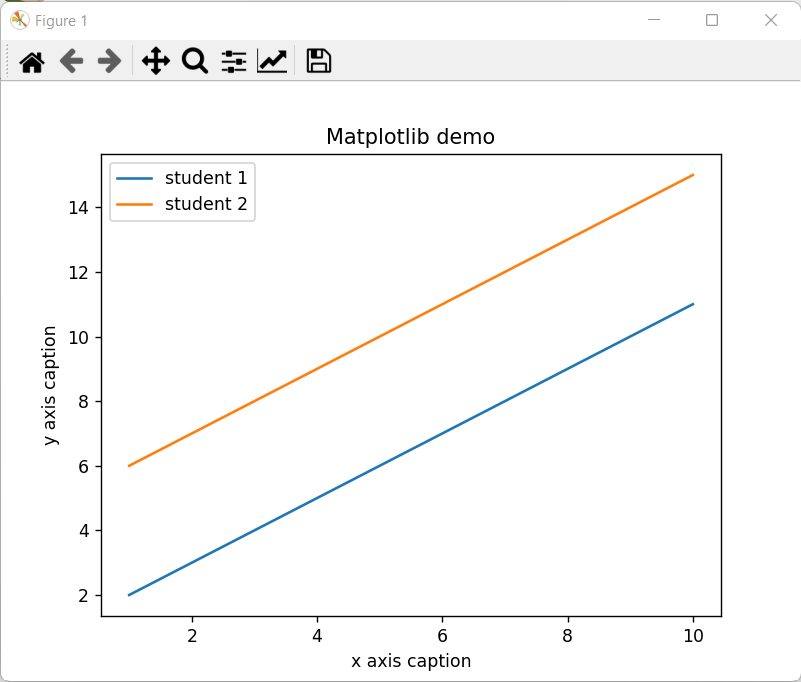 Figure 1
Matplotlib demo
student 1
student 2
14
12
10
8
6
4
2
y axis caption
2 4 6 8 10
x axis caption